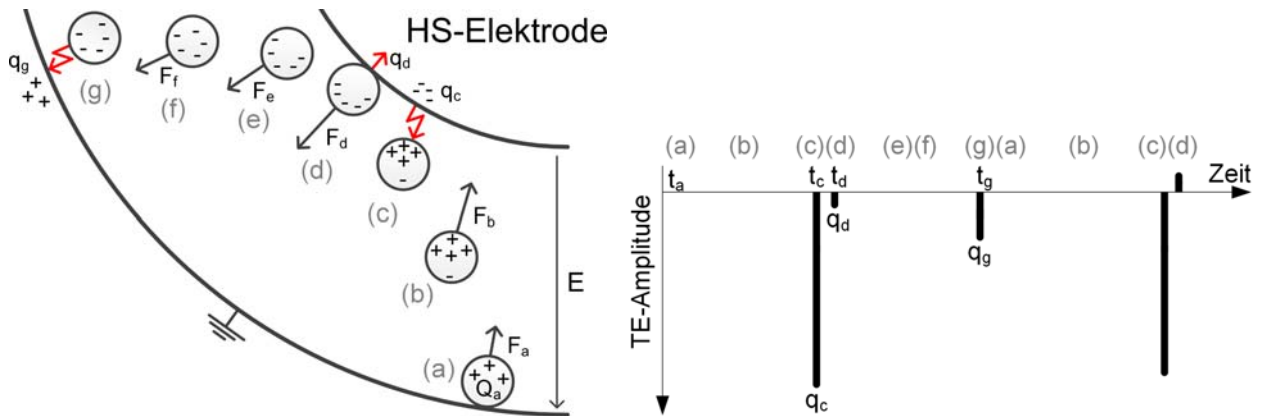 HS-Elektrode
q_g
+ + +
(g)
F_f
(f)
F_e
(e)
F_d
(d)
q_d
q_c
(c)
F_b
(b)
E
(a)
F_a
Q_a
(a) (b) (c)(d) (e)(f) (g)(a) (b) (c)(d)
t_a t_c t_d t_g Zeit
q_d
q_g
q_c
TE-Amplitude